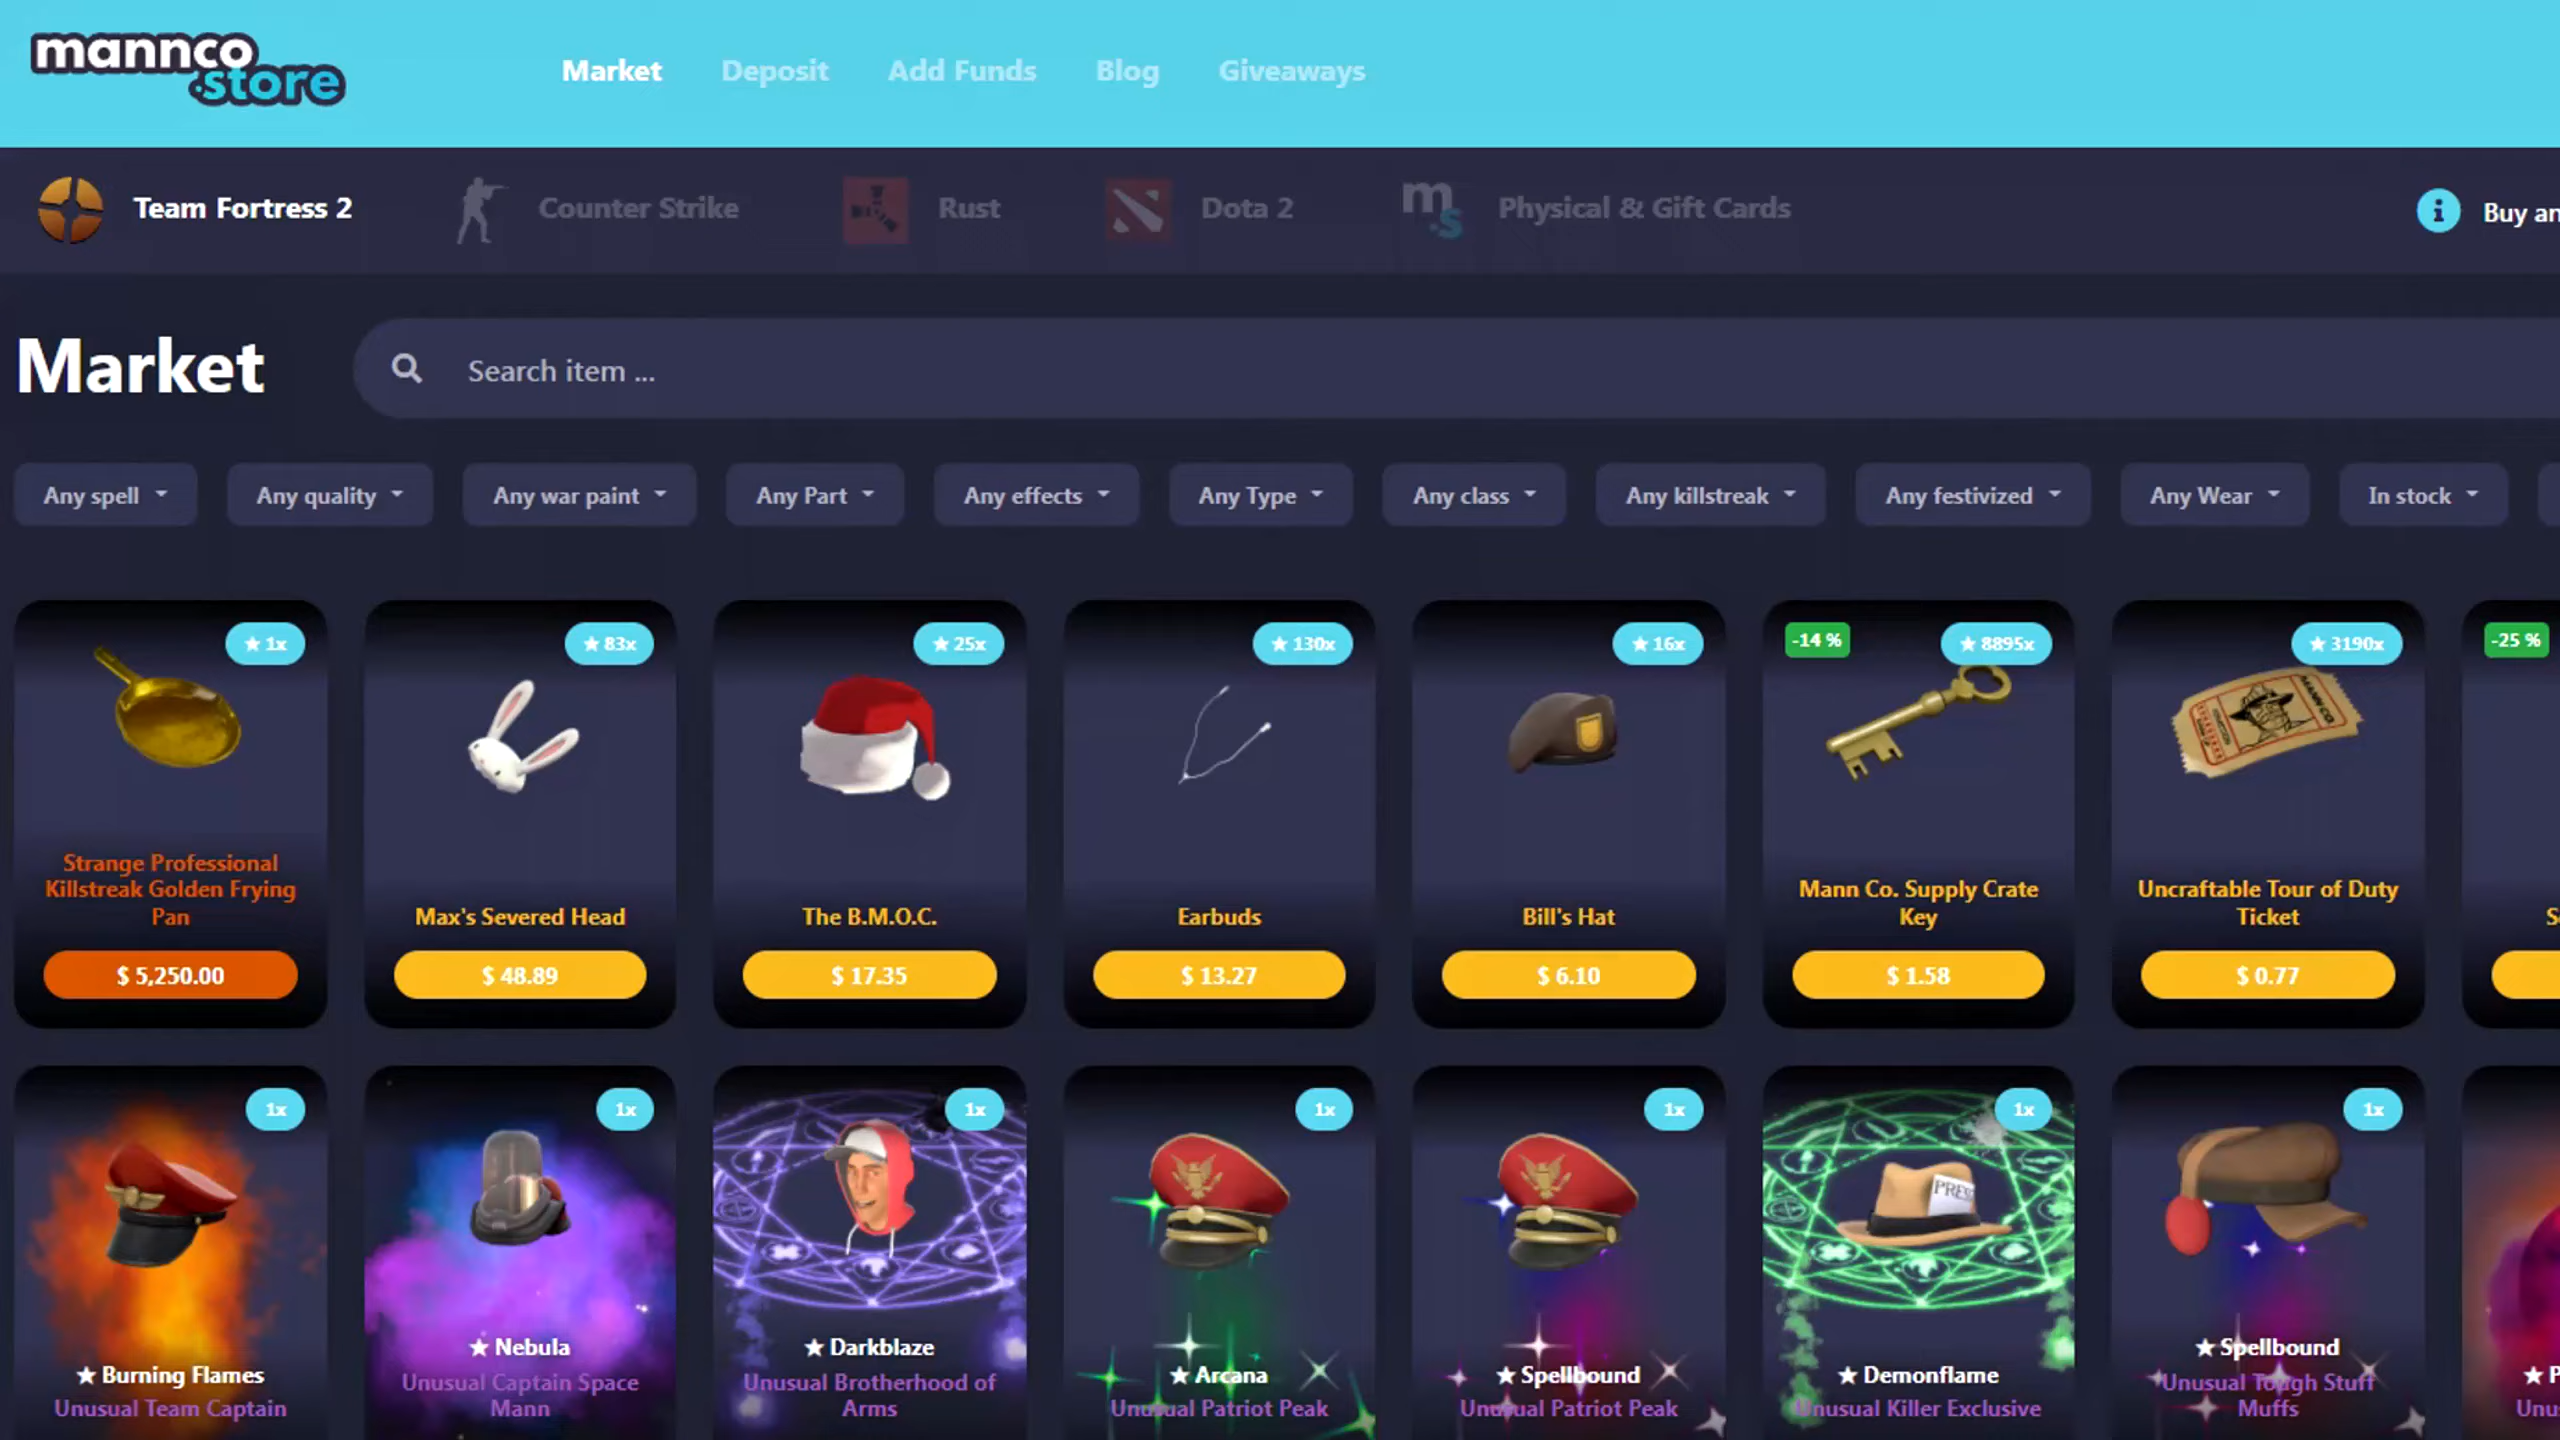 mannco
.store
Market Deposit Add Funds Blog Giveaways
Team Fortress 2 Counter Strike Rust Dota 2 m.s Physical & Gift Cards i Buy an
Market Search item ...
Any spell Any quality Any war paint Any Part Any effects Any Type Any class Any killstreak Any festivized Any Wear In stock
★ 1x ★ 83x ★ 25x ★ 130x ★ 16x -14 % ★ 8895x ★ 3190x -25 %
MANN CO.
Strange Professional
Killstreak Golden Frying
Pan
$ 5,250.00
Max's Severed Head
$ 48.89
The B.M.O.C.
$ 17.35
Earbuds
$ 13.27
Bill's Hat
$ 6.10
Mann Co. Supply Crate
Key
$ 1.58
Uncraftable Tour of Duty
Ticket
$ 0.77
1x 1x 1x 1x 1x 1x 1x
PRESS
★ Burning Flames
Unusual Team Captain
★ Nebula
Unusual Captain Space
Mann
★ Darkblaze
Unusual Brotherhood of
Arms
★ Arcana
Unusual Patriot Peak
★ Spellbound
Unusual Patriot Peak
★ Demonflame
Unusual Killer Exclusive
★ Spellbound
Unusual Tough Stuff
Muffs
★ P
Unus